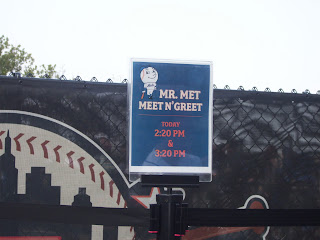 MR. MET
MEET N'GREET
TODAY
2:20 PM
&
3:20 PM